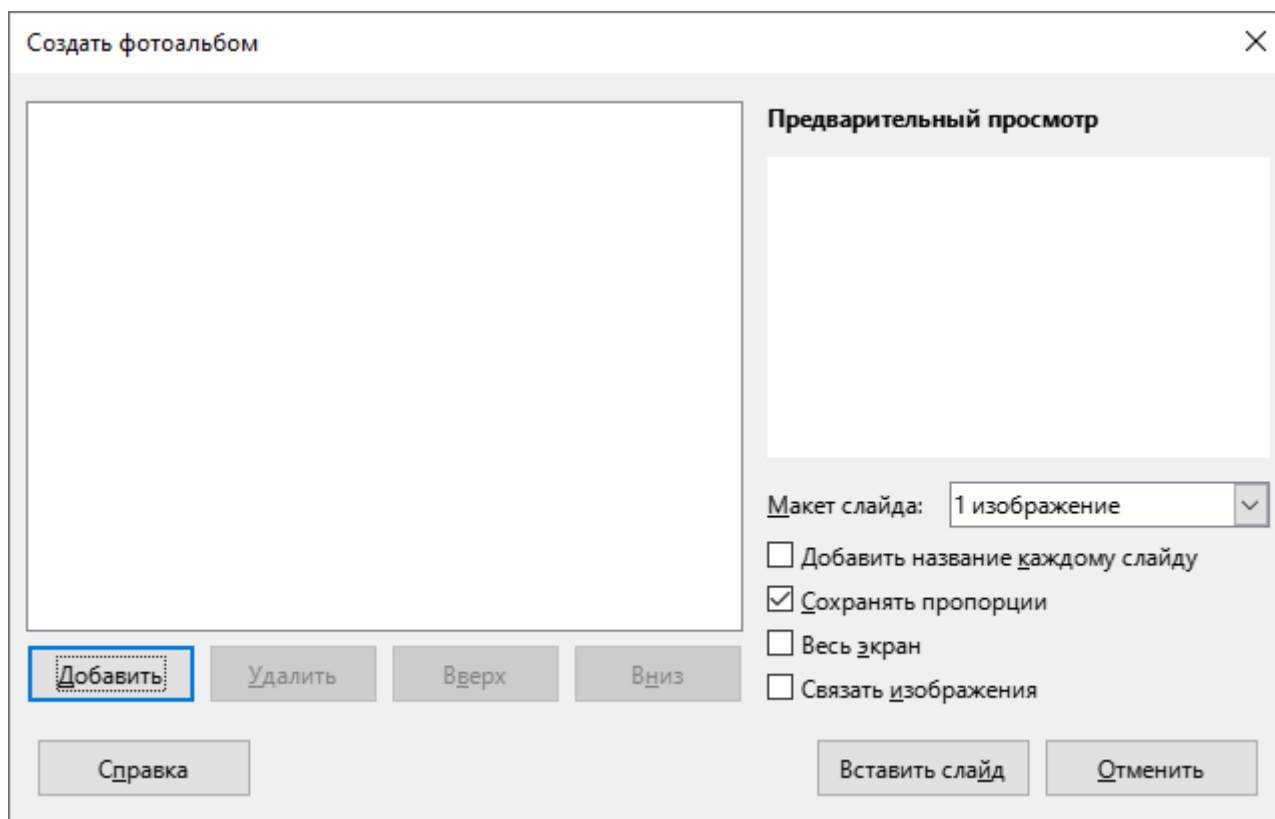 Создать фотоальбом
Предварительный просмотр
Макет слайда: 1 изображение
Добавить название каждому слайду
Сохранять пропорции
Весь экран
Связать изображения
Добавить Удалить Вверх Вниз
Справка Вставить слайд Отменить